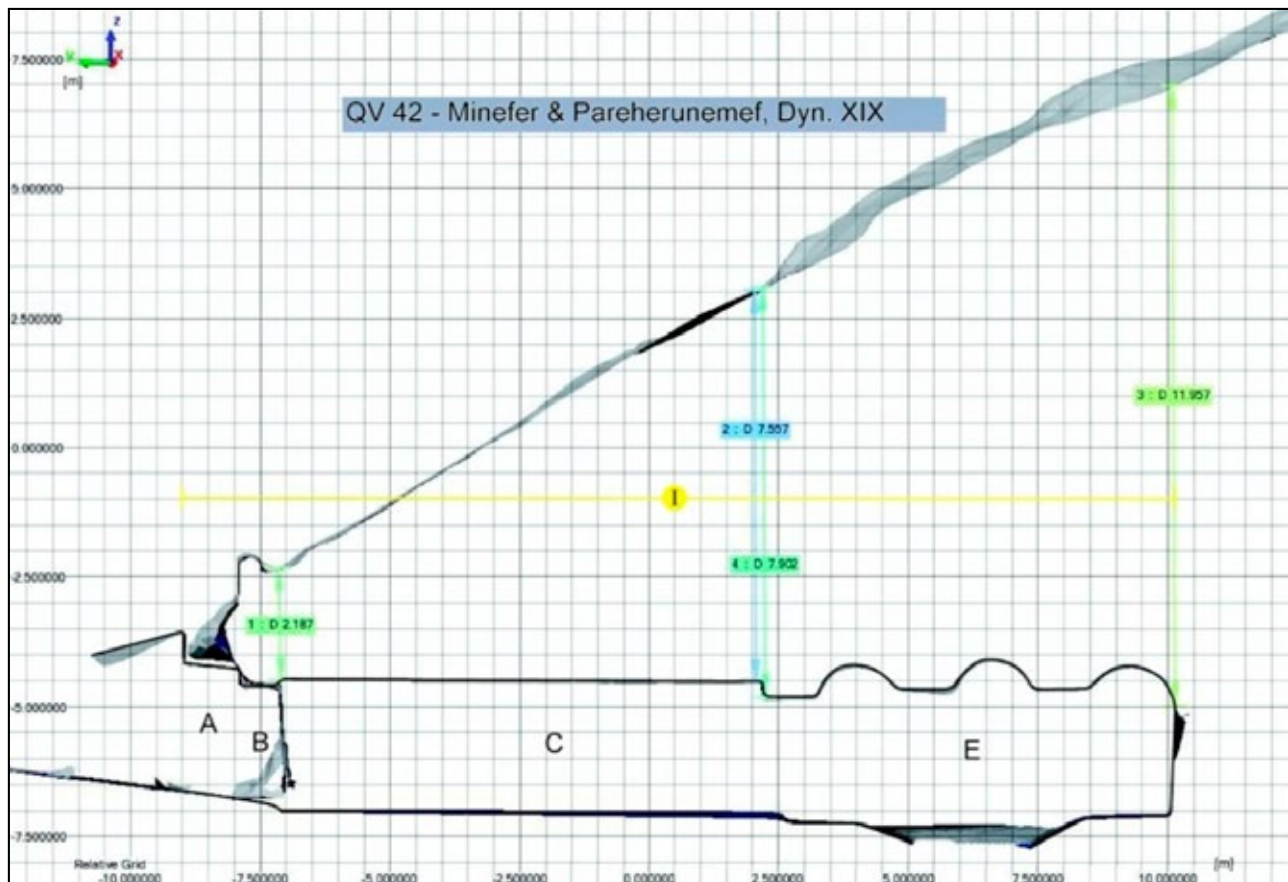 z
y
x
7.500000
[m]
QV 42 - Minefer & Pareherunemef, Dyn. XIX
5.000000
3 : D 11.957
2.500000
2 : D 7.557
0.000000
I
4 : D 7.902
-2.500000
1 : D 2.187
-5.000000
A
B
C
E
-7.500000
Relative Grid
[m]
-10.000000 -7.500000 -5.000000 -2.500000 0.000000 2.500000 5.000000 7.500000 10.000000